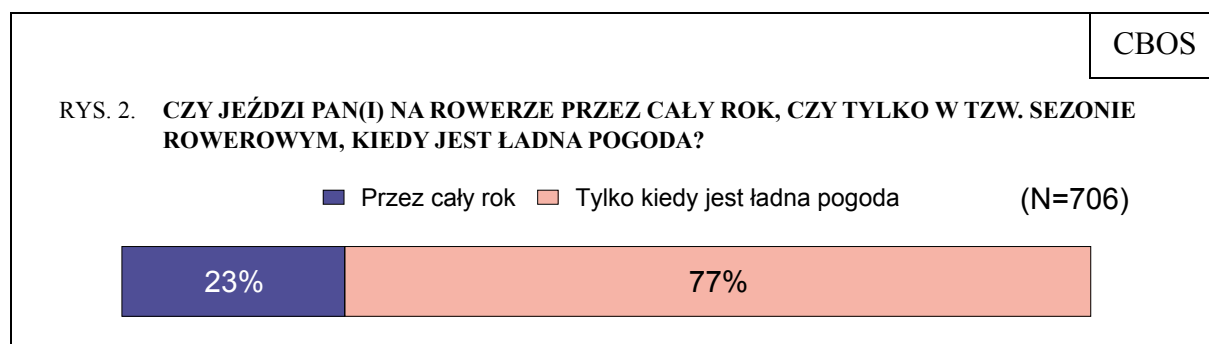 CBOS
RYS. 2. CZY JEŹDZI PAN(I) NA ROWERZE PRZEZ CAŁY ROK, CZY TYLKO W TZW. SEZONIE
ROWEROWYM, KIEDY JEST ŁADNA POGODA?
Przez cały rok Tylko kiedy jest ładna pogoda (N=706)
23% 77%